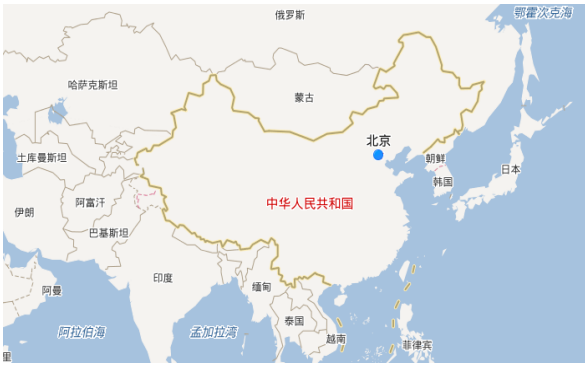 鄂霍次克海
俄罗斯
哈萨克斯坦
蒙古
北京
土库曼斯坦
朝鲜
日本
韩国
阿富汗
中华人民共和国
伊朗
巴基斯坦
印度
缅甸
阿曼
泰国
阿拉伯海
孟加拉湾
越南
菲律宾
里